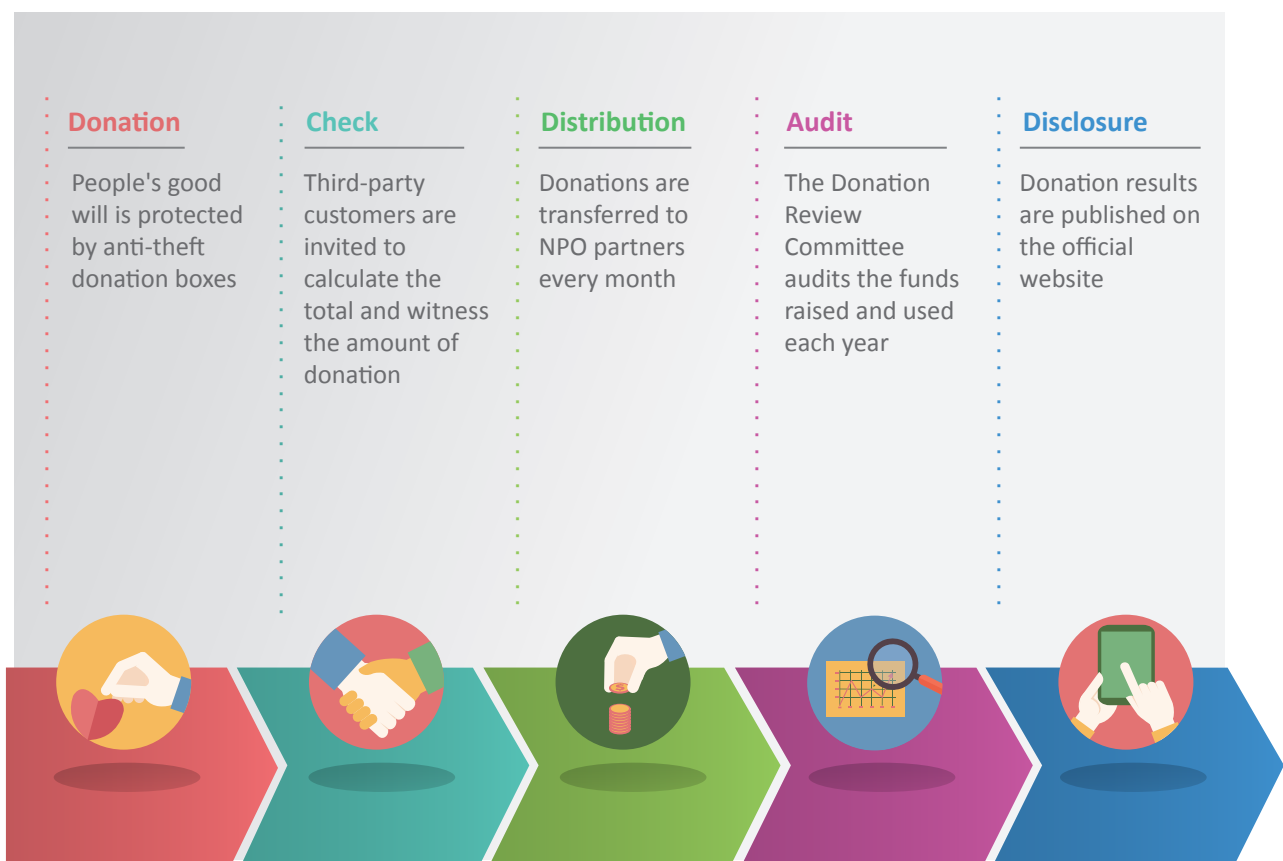 Donation
People's good
will is protected
by anti-theft
donation boxes
Check
Third-party
customers are
invited to
calculate the
total and witness
the amount of
donation
Distribution
Donations are
transferred to
NPO partners
every month
Audit
The Donation
Review
Committee
audits the funds
raised and used
each year
Disclosure
Donation results
are published on
the official
website